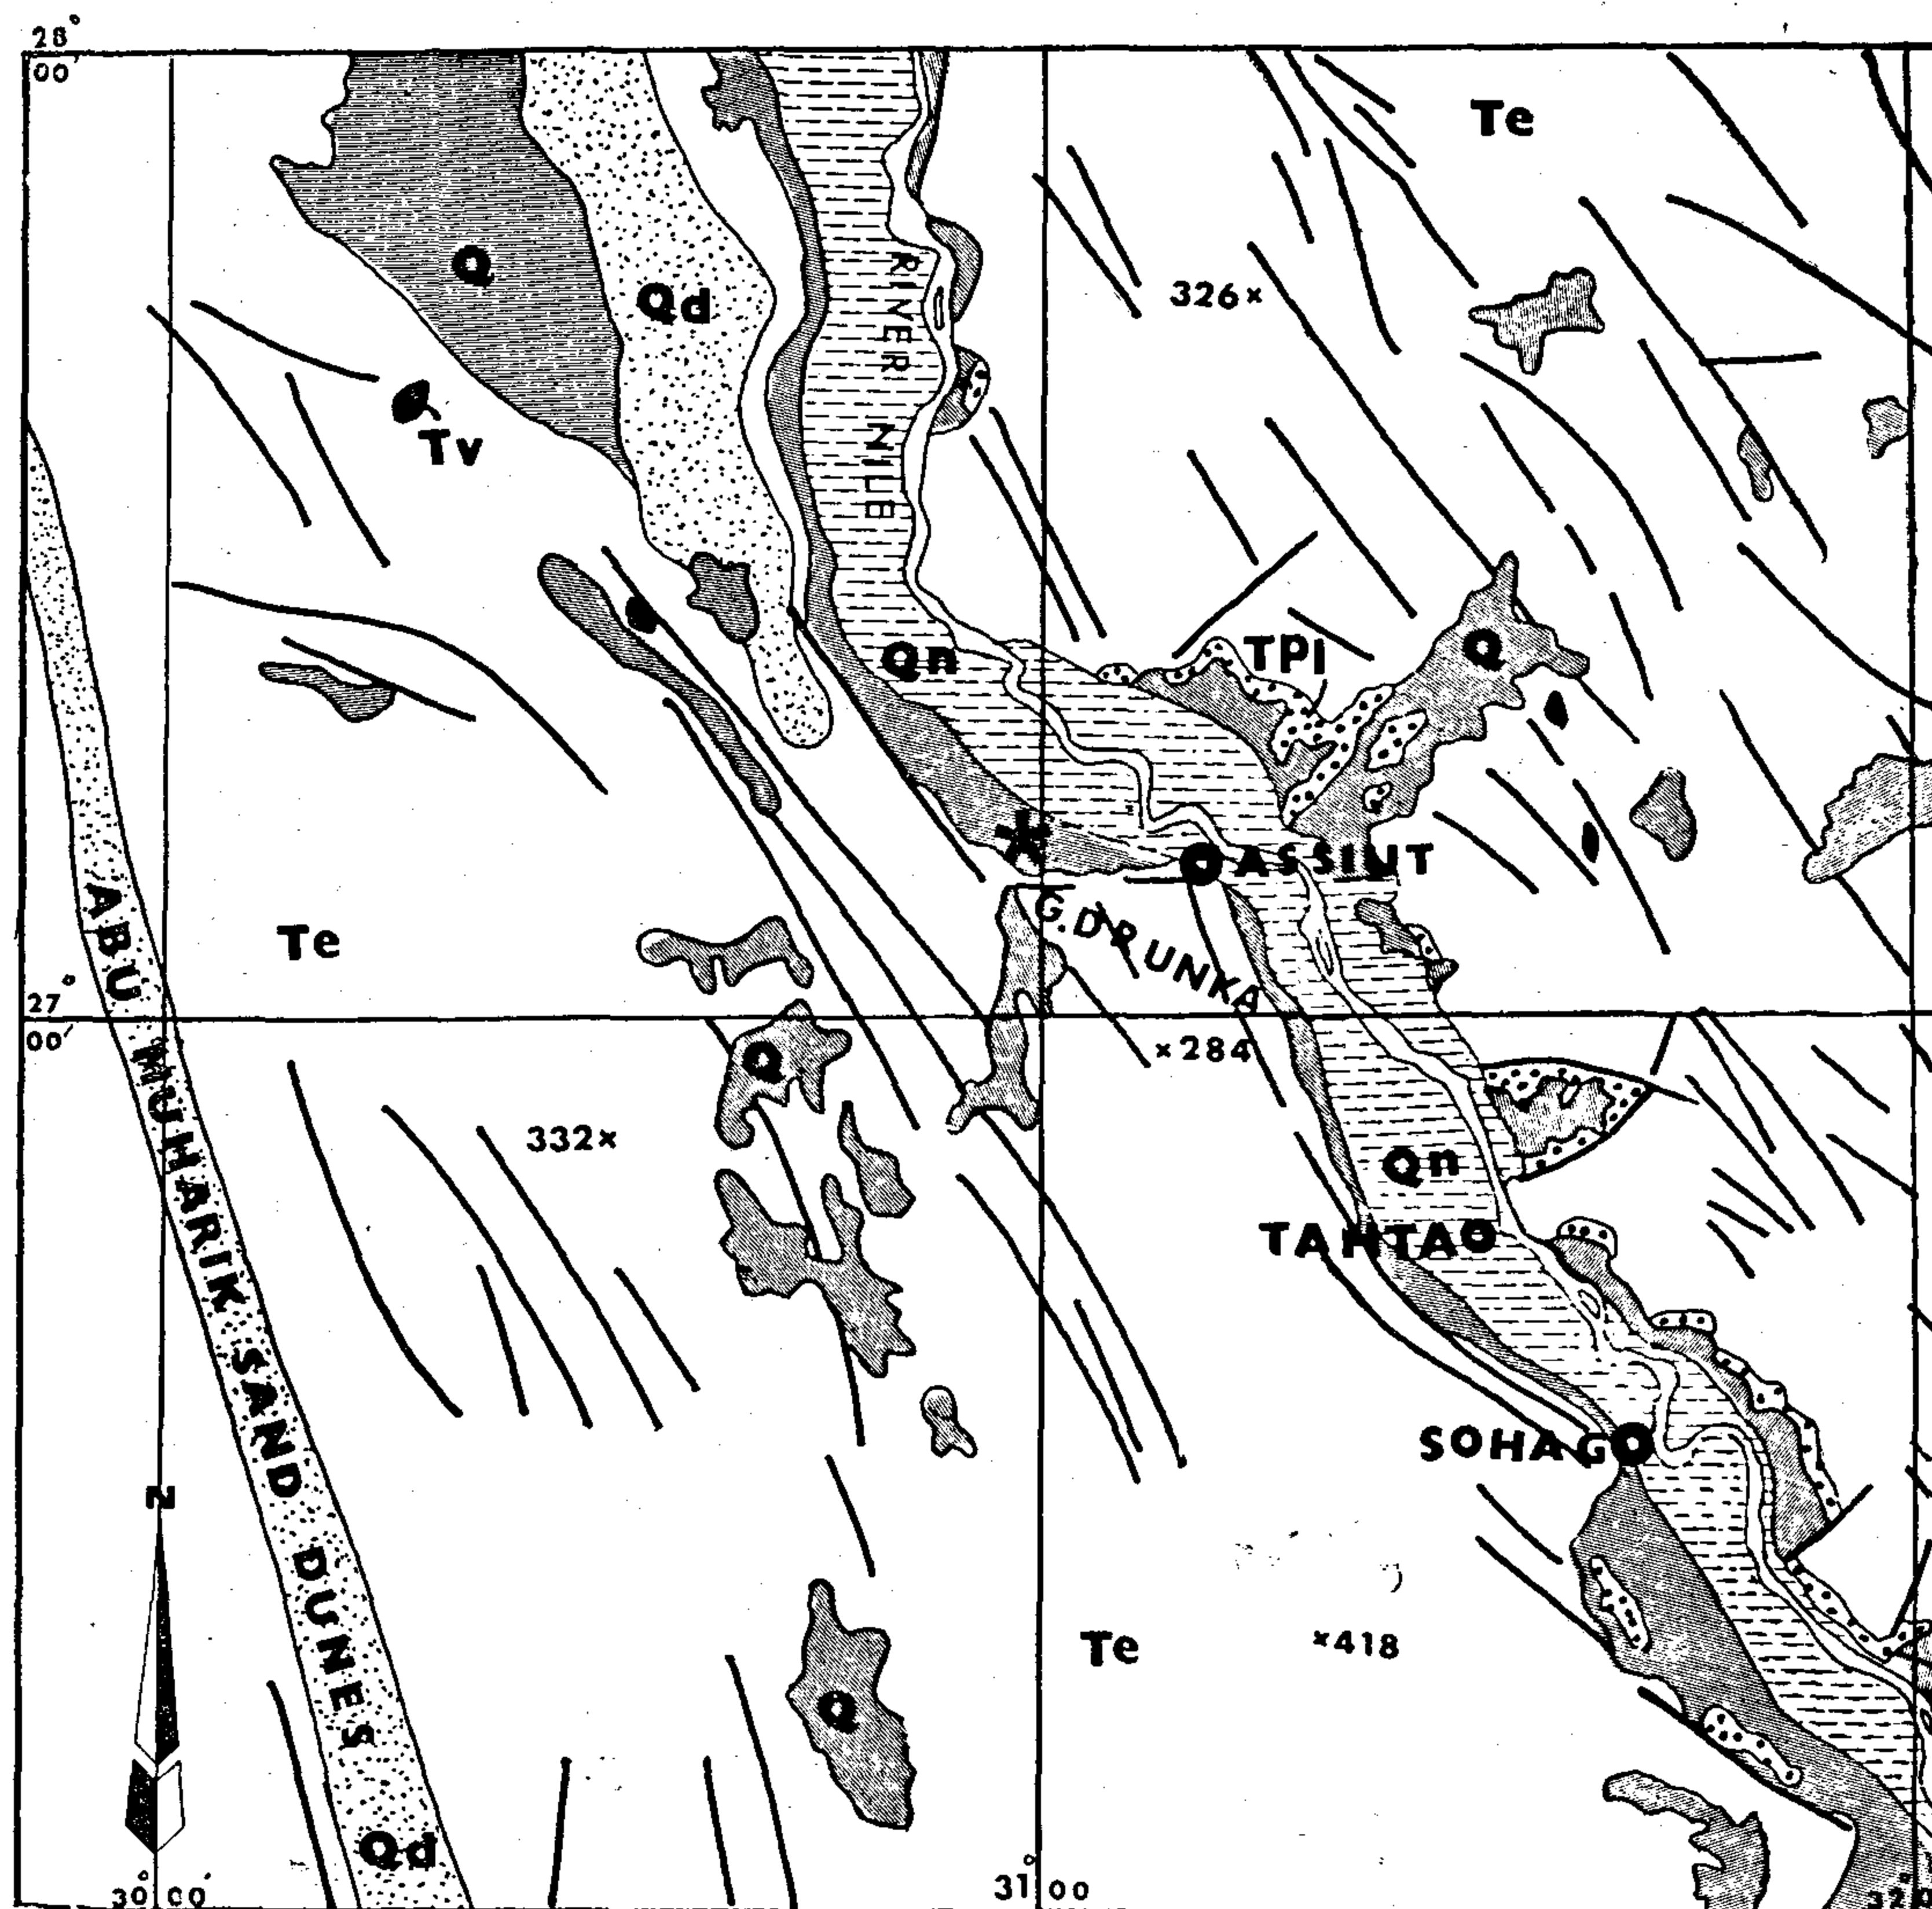 28°
00'
Te
Q
Qd
326×
RIVER NILE
Tv
Qn
TPl
Q
ASSIUT
G. DRUNKA
Te
27°
00'
Q
×284
332×
Qn
TAHTA
ABU MUHARIK SAND DUNES
SOHAG
N
Te
×418
Q
Qd
30°00'
31°00